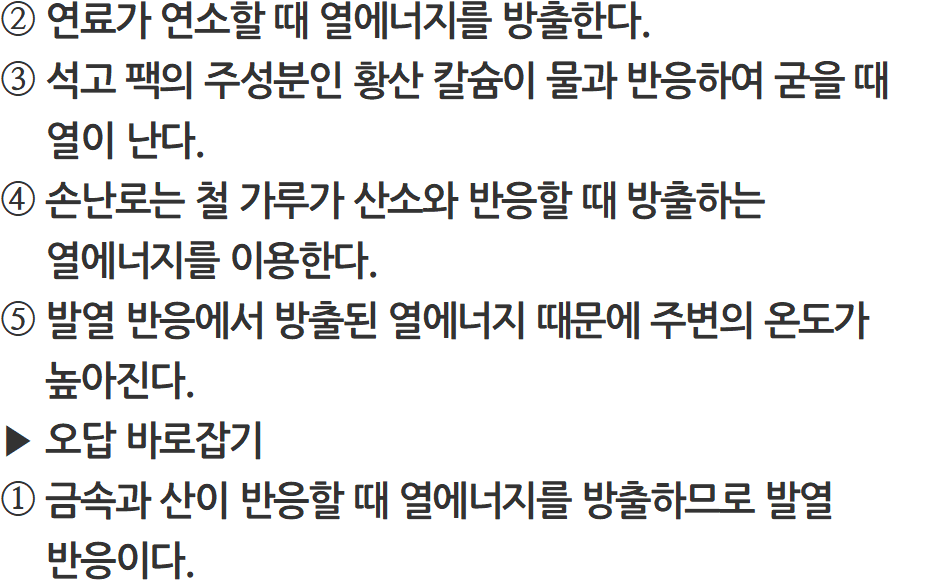 ② 연료가 연소할 때 열에너지를 방출한다.
③ 석고 팩의 주성분인 황산 칼슘이 물과 반응하여 굳을 때
열이 난다.
④ 손난로는 철 가루가 산소와 반응할 때 방출하는
열에너지를 이용한다.
⑤ 발열 반응에서 방출된 열에너지 때문에 주변의 온도가
높아진다.
▶ 오답 바로잡기
① 금속과 산이 반응할 때 열에너지를 방출하므로 발열
반응이다.